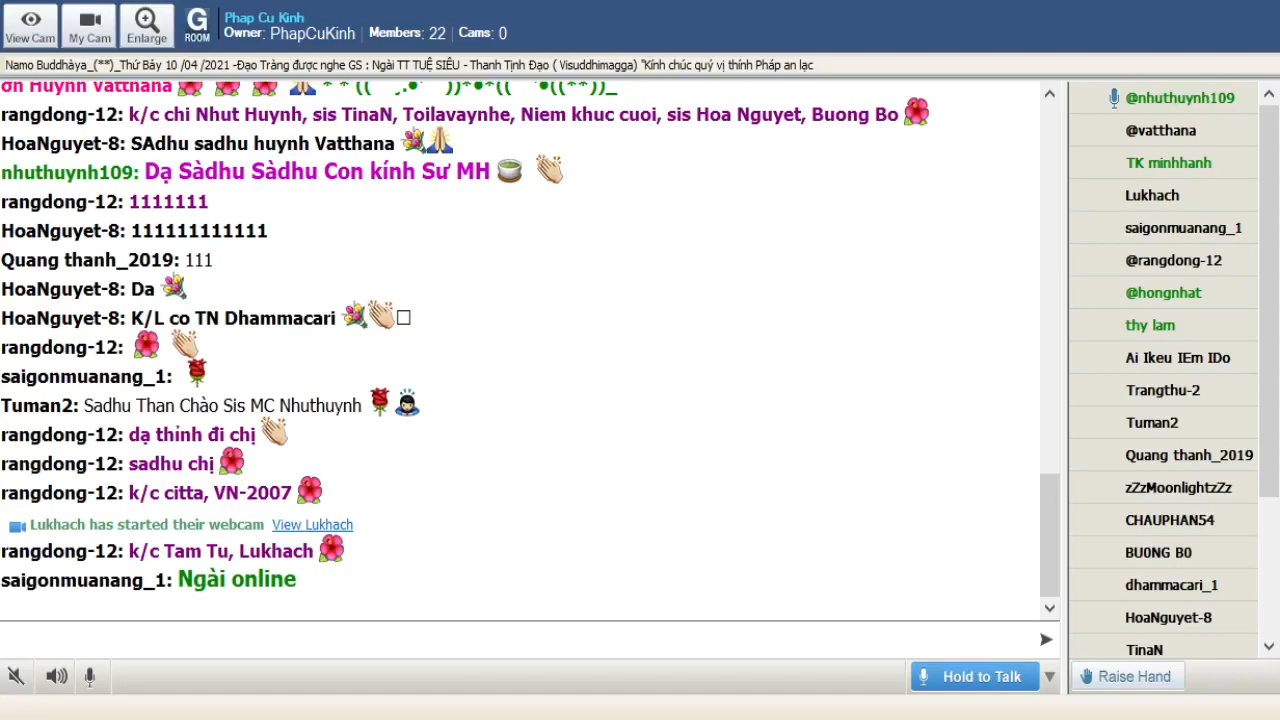 View Cam
My Cam
Enlarge
G
ROOM
Phap Cu Kinh
Owner: PhapCuKinh Members: 22 Cams: 0
Namo Buddhàya_(**)_Thứ Bảy 10 /04 /2021 -Đạo Tràng được nghe GS : Ngài TT TUỆ SIÊU - Thanh Tịnh Đạo ( Visuddhimagga) "Kính chúc quý vị thính Pháp an lạc
ơn Huynh Vatthana
rangdong-12: k/c chi Nhut Huynh, sis TinaN, Toilavaynhe, Niem khuc cuoi, sis Hoa Nguyet, Buong Bo
HoaNguyet-8: SAdhu sadhu huynh Vatthana
nhuthuynh109: Dạ Sàdhu Sàdhu Con kính Sư MH
rangdong-12: 1111111
HoaNguyet-8: 111111111111
Quang thanh_2019: 111
HoaNguyet-8: Da
HoaNguyet-8: K/L co TN Dhammacari
rangdong-12:
saigonmuanang_1:
Tuman2: Sadhu Than Chào Sis MC Nhuthuynh
rangdong-12: dạ thỉnh đi chị
rangdong-12: sadhu chị
rangdong-12: k/c citta, VN-2007
Lukhach has started their webcam View Lukhach
rangdong-12: k/c Tam Tu, Lukhach
saigonmuanang_1: Ngài online
@nhuthuynh109
@vatthana
TK minhhanh
Lukhach
saigonmuanang_1
@rangdong-12
@hongnhat
thy lam
Ai Ikeu IEm IDo
Trangthu-2
Tuman2
Quang thanh_2019
zZzMoonlightzZz
CHAUPHAN54
BU0NG B0
dhammacari_1
HoaNguyet-8
TinaN
Hold to Talk
Raise Hand